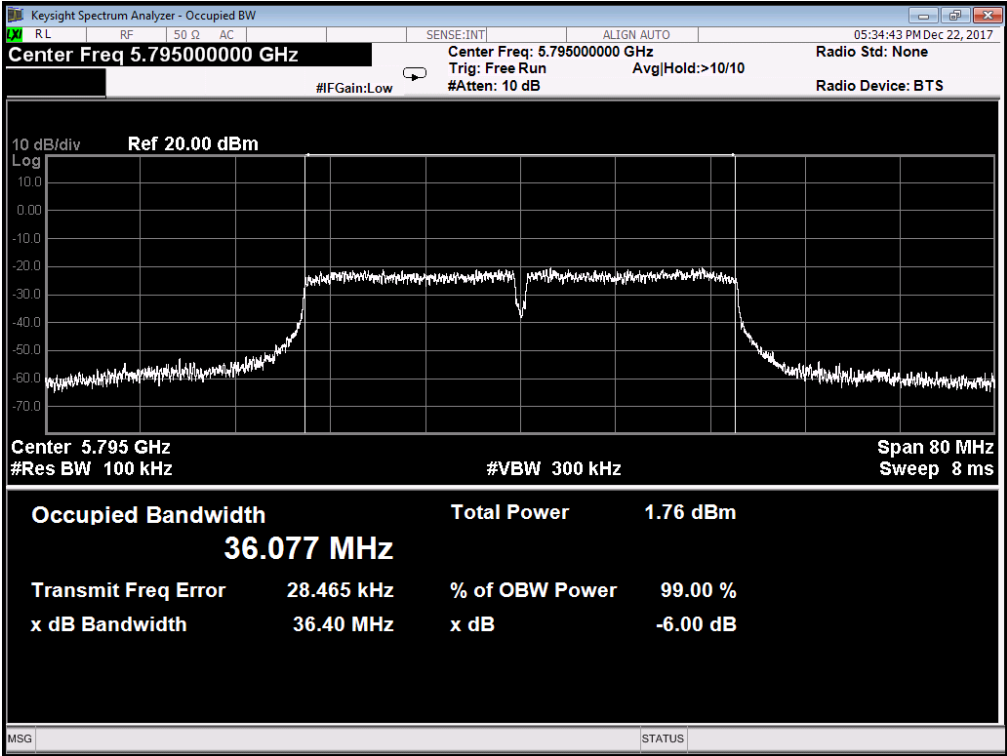 Keysight Spectrum Analyzer - Occupied BW
LXI RL RF 50 Ω AC SENSE:INT ALIGN AUTO 05:34:43 PM Dec 22, 2017
Center Freq 5.795000000 GHz Center Freq: 5.795000000 GHz Radio Std: None
Trig: Free Run Avg|Hold:>10/10
#IFGain:Low #Atten: 10 dB Radio Device: BTS
10 dB/div Ref 20.00 dBm
Log
10.0
0.00
-10.0
-20.0
-30.0
-40.0
-50.0
-60.0
-70.0
Center 5.795 GHz Span 80 MHz
#Res BW 100 kHz #VBW 300 kHz Sweep 8 ms
Occupied Bandwidth Total Power 1.76 dBm
36.077 MHz
Transmit Freq Error 28.465 kHz % of OBW Power 99.00 %
x dB Bandwidth 36.40 MHz x dB -6.00 dB
MSG STATUS